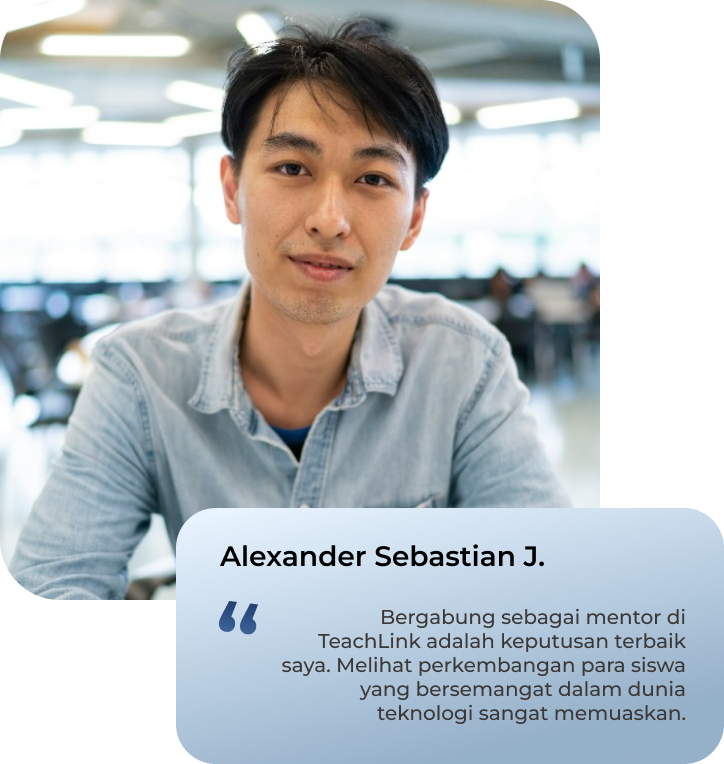 Alexander Sebastian J.
“
Bergabung sebagai mentor di
TeachLink adalah keputusan terbaik
saya. Melihat perkembangan para siswa
yang bersemangat dalam dunia
teknologi sangat memuaskan.